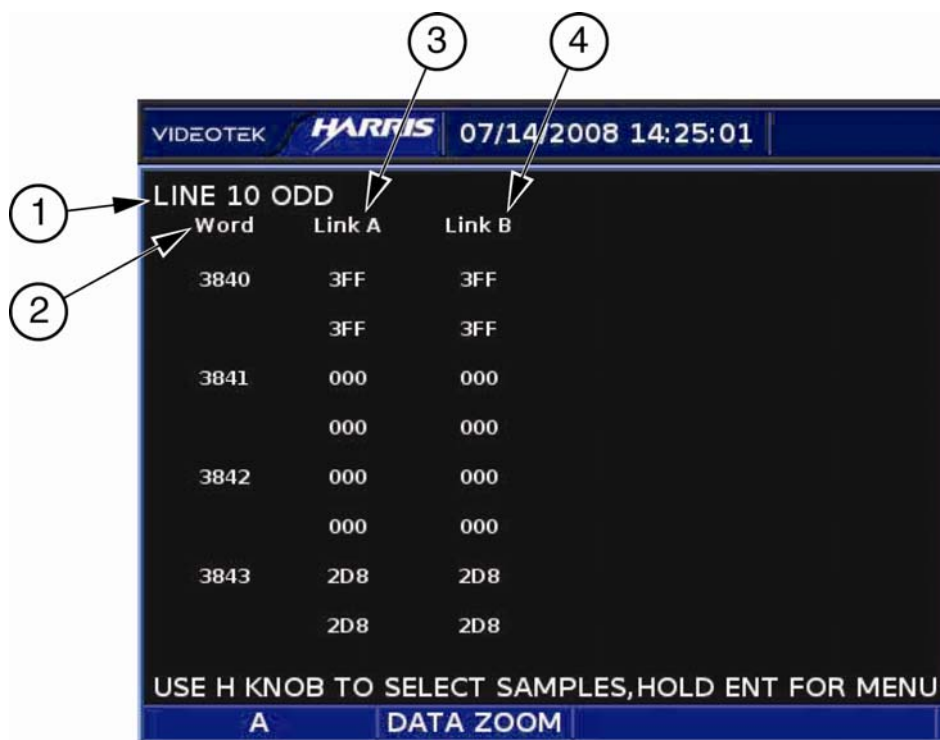 3 4
VIDEOTEK HARRIS 07/14/2008 14:25:01
1 LINE 10 ODD
Word Link A Link B
2
3840 3FF 3FF
3FF 3FF
3841 000 000
000 000
3842 000 000
000 000
3843 2D8 2D8
2D8 2D8
USE H KNOB TO SELECT SAMPLES,HOLD ENT FOR MENU
A DATA ZOOM